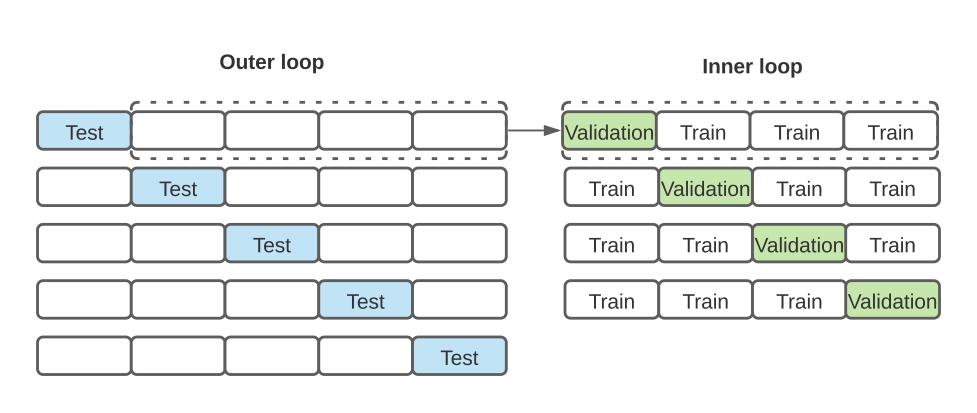 Outer loop
Inner loop
Test
Validation Train Train Train
Test
Train Validation Train Train
Test
Train Train Validation Train
Test
Train Train Train Validation
Test